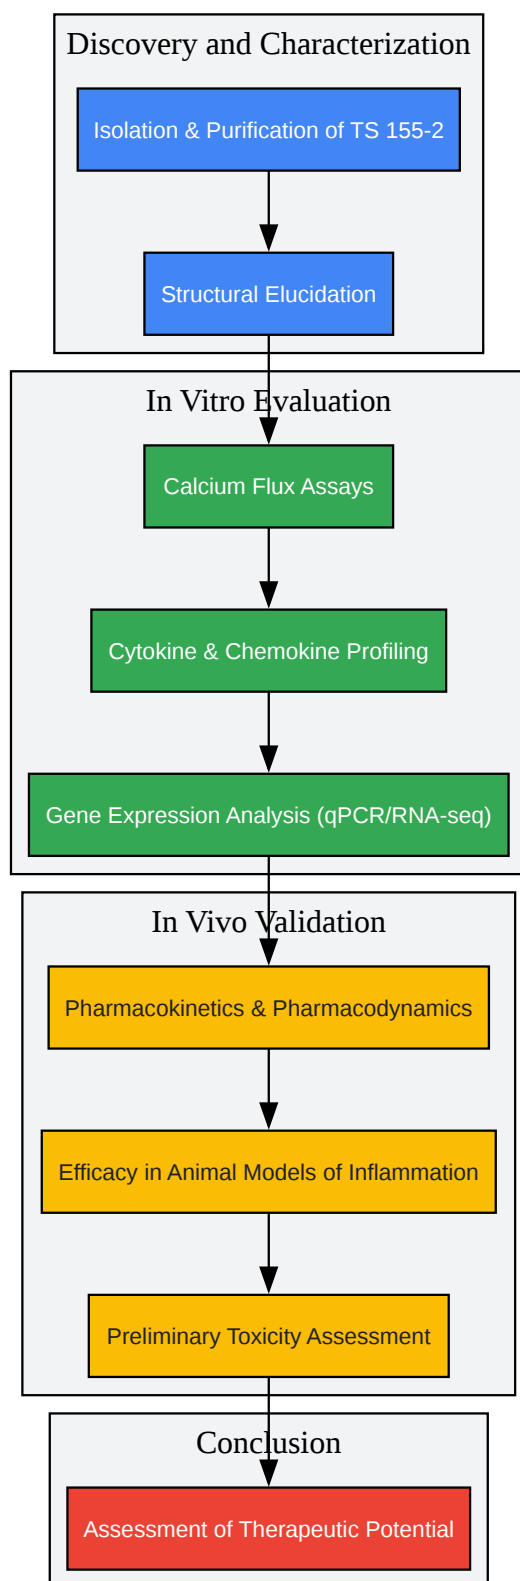 Discovery and Characterization
Isolation & Purification of TS 155-2
Structural Elucidation
In Vitro Evaluation
Calcium Flux Assays
Cytokine & Chemokine Profiling
Gene Expression Analysis (qPCR/RNA-seq)
In Vivo Validation
Pharmacokinetics & Pharmacodynamics
Efficacy in Animal Models of Inflammation
Preliminary Toxicity Assessment
Conclusion
Assessment of Therapeutic Potential